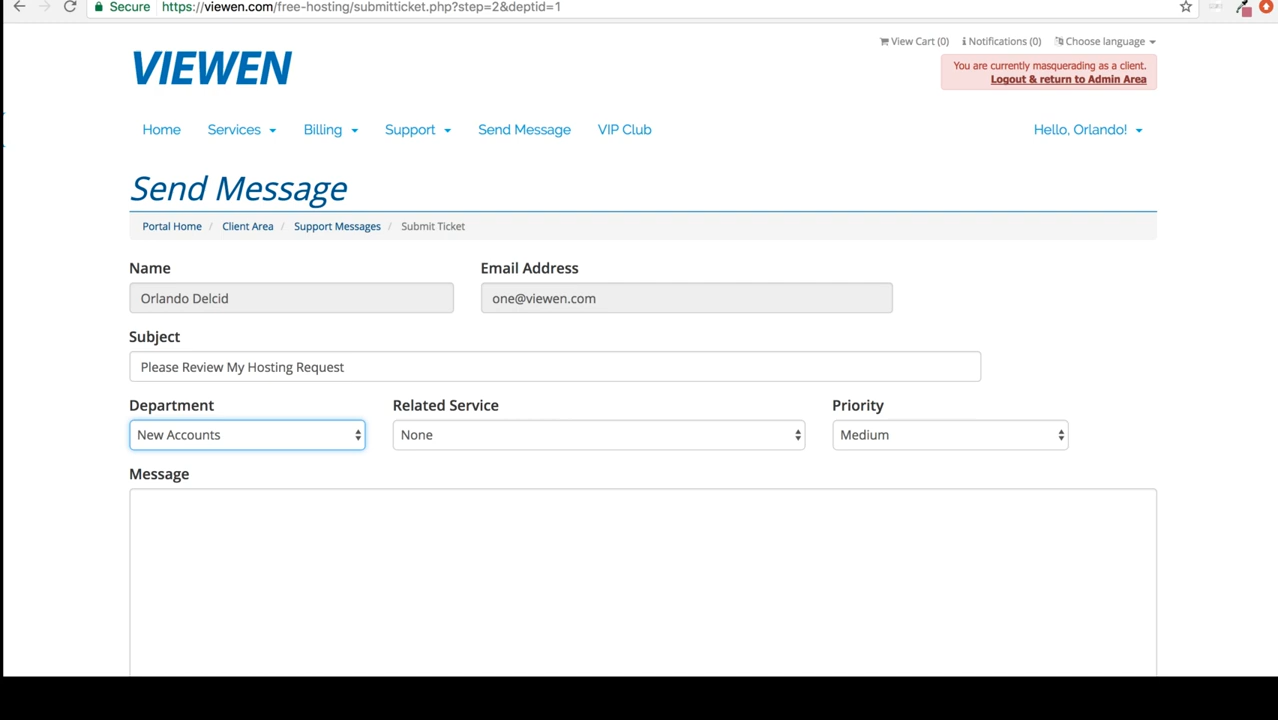 Secure https://viewen.com/free-hosting/submitticket.php?step=2&deptid=1
View Cart (0) Notifications (0) Choose language
VIEWEN
You are currently masquerading as a client.
Logout & return to Admin Area
Home Services Billing Support Send Message VIP Club Hello, Orlando!
Send Message
Portal Home / Client Area / Support Messages / Submit Ticket
Name Email Address
Orlando Delcid one@viewen.com
Subject
Please Review My Hosting Request
Department Related Service Priority
New Accounts None Medium
Message